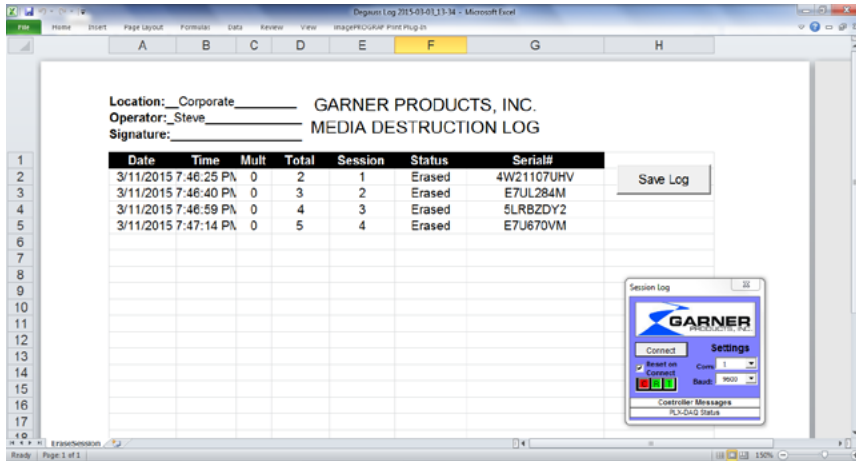 Degauss Log 2015-03-03_13-34 - Microsoft Excel
File Home Insert Page Layout Formulas Data Review View imagePROGRAF Print Plug-In
A B C D E F G H
Location:__Corporate_________ GARNER PRODUCTS, INC.
Operator:_Steve_____________
Signature:____________________ MEDIA DESTRUCTION LOG
1 Date Time Mult Total Session Status Serial#
2 3/11/2015 7:46:25 PM 0 2 1 Erased 4W21107UHV Save Log
3 3/11/2015 7:46:40 PM 0 3 2 Erased E7UL284M
4 3/11/2015 7:46:59 PM 0 4 3 Erased 5LRBZDY2
5 3/11/2015 7:47:14 PM 0 5 4 Erased E7U670VM
6
7
8
9
10
11
12
13
14
15
16
17
18
Session Log
GARNER
PRODUCTS, INC.
Connect Settings
Reset on Connect Com: 1
C R T Baud: 9600
Controller Messages
PLX-DAQ Status
EraseSession
Ready Page: 1 of 1 150%